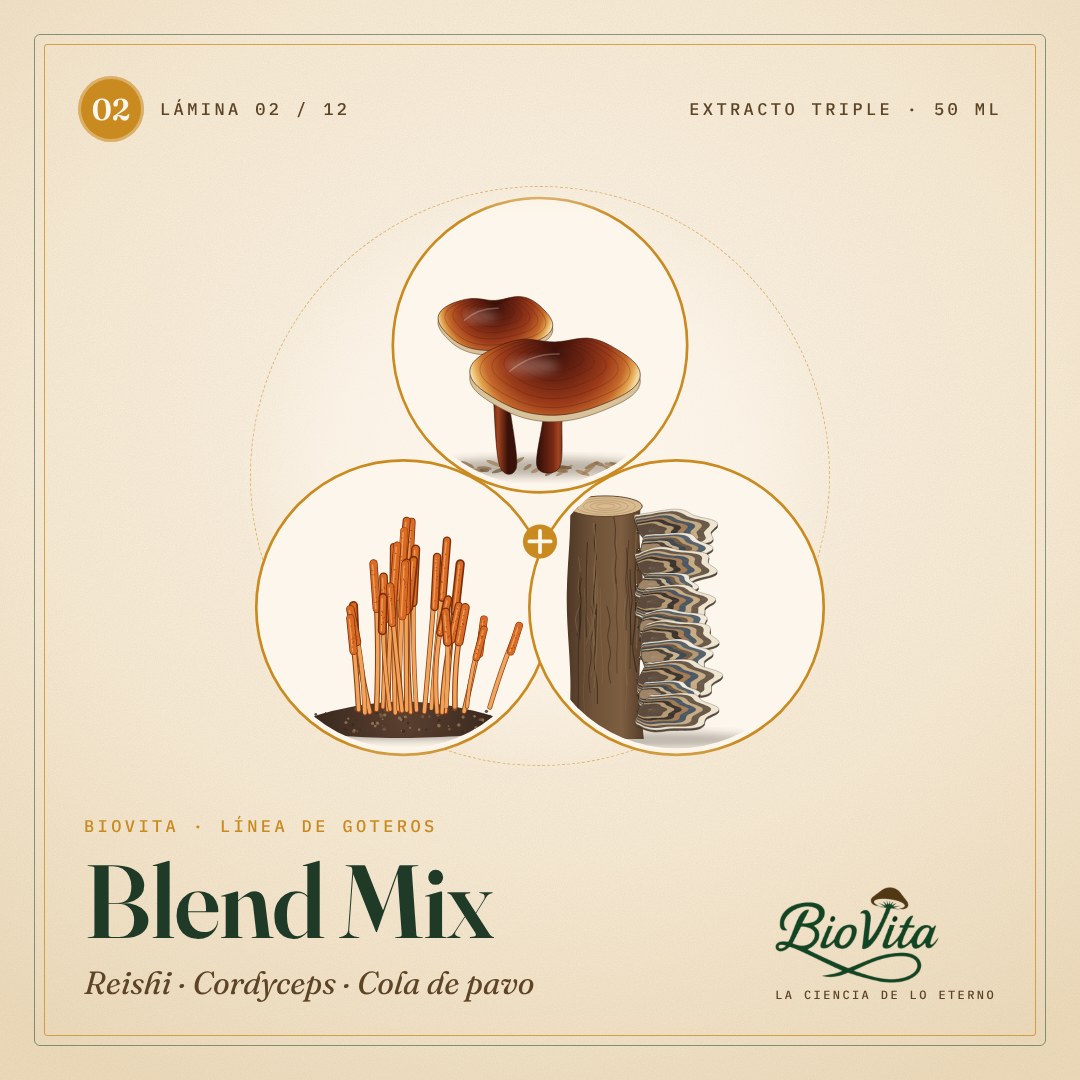 02
LÁMINA 02 / 12
EXTRACTO TRIPLE · 50 ML
BIOVITA · LÍNEA DE GOTEROS
Blend Mix
Reishi · Cordyceps · Cola de pavo
BioVita
LA CIENCIA DE LO ETERNO